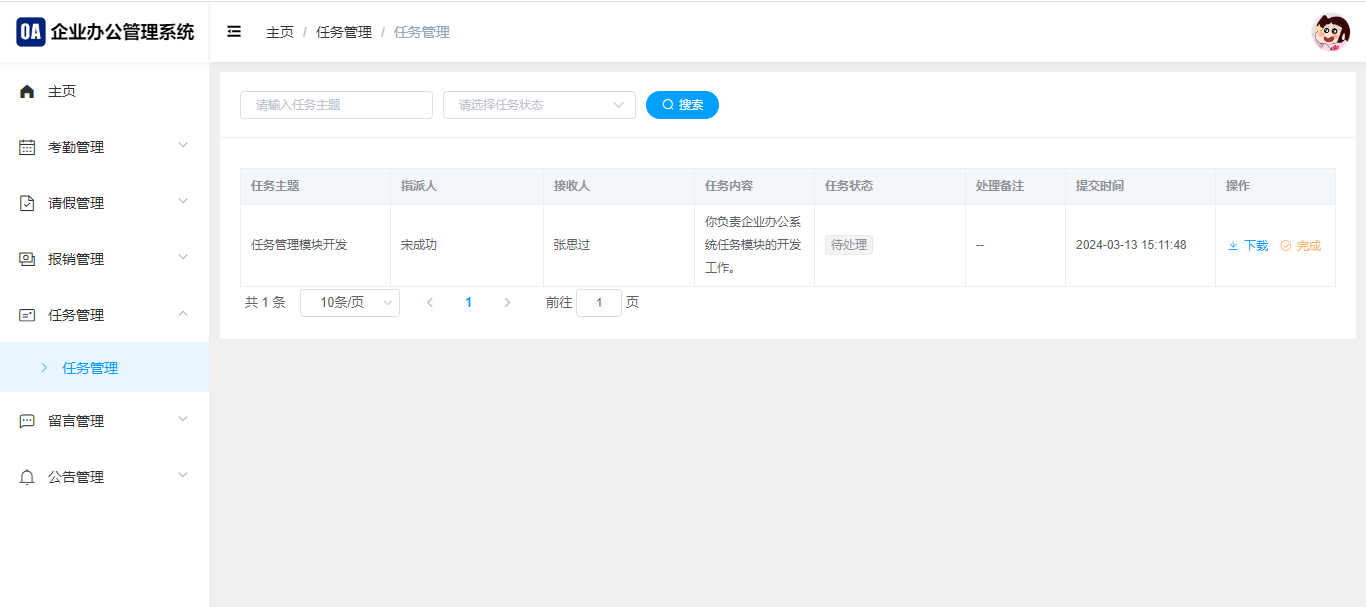 OA 企业办公管理系统
主页 / 任务管理 / 任务管理
主页
考勤管理
请假管理
报销管理
任务管理
任务管理
留言管理
公告管理
请输入任务主题 请选择任务状态 搜索
任务主题 指派人 接收人 任务内容 任务状态 处理备注 提交时间 操作
任务管理模块开发 宋成功 张思过 你负责企业办公系 待处理 -- 2024-03-13 15:11:48 下载 完成
统任务模块的开发
工作。
共 1 条 10条/页 1 前往 1 页